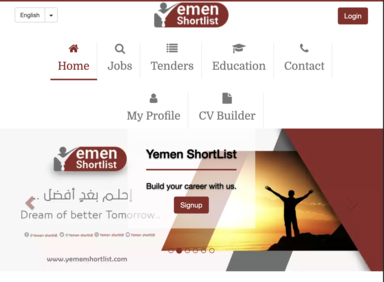 English
Yemen
Shortlist
Login
Home
Jobs
Tenders
Education
Contact
My Profile
CV Builder
Yemen
Shortlist
Yemen ShortList
إحلم بغدٍ أفضل ..
Build your career with us.
Dream of better Tomorrow..
Signup
www.yemenshortlist.com